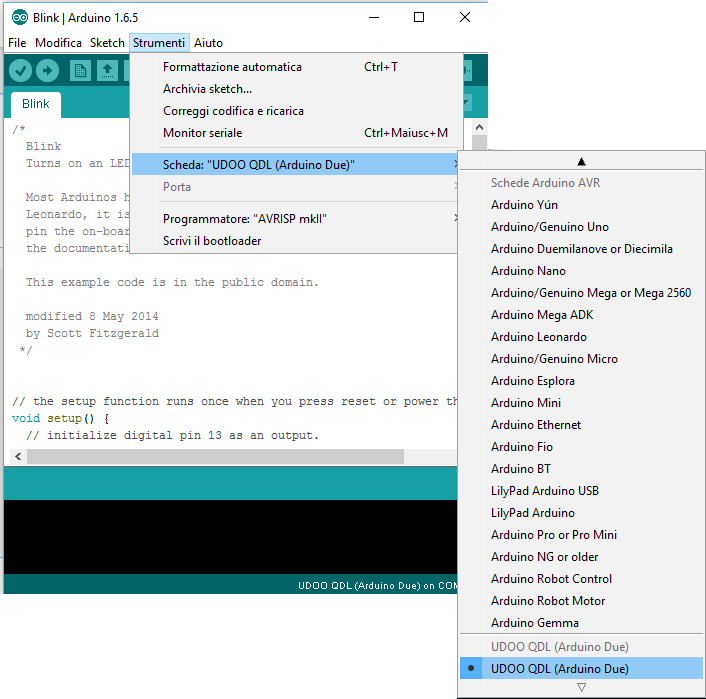 Blink | Arduino 1.6.5
File Modifica Sketch Strumenti Aiuto
Formattazione automatica Ctrl+T
Archivia sketch...
Correggi codifica e ricarica
Monitor seriale Ctrl+Maiusc+M
Scheda: "UDOO QDL (Arduino Due)"
Porta
Programmatore: "AVRISP mkII"
Scrivi il bootloader
Blink
/*
Blink
Turns on an LED
Most Arduinos h
Leonardo, it is
pin the on-boar
the documentati
This example code is in the public domain.
modified 8 May 2014
by Scott Fitzgerald
*/
// the setup function runs once when you press reset or power th
void setup() {
// initialize digital pin 13 as an output.
UDOO QDL (Arduino Due) on COM
Schede Arduino AVR
Arduino Yún
Arduino/Genuino Uno
Arduino Duemilanove or Diecimila
Arduino Nano
Arduino/Genuino Mega or Mega 2560
Arduino Mega ADK
Arduino Leonardo
Arduino/Genuino Micro
Arduino Esplora
Arduino Mini
Arduino Ethernet
Arduino Fio
Arduino BT
LilyPad Arduino USB
LilyPad Arduino
Arduino Pro or Pro Mini
Arduino NG or older
Arduino Robot Control
Arduino Robot Motor
Arduino Gemma
UDOO QDL (Arduino Due)
UDOO QDL (Arduino Due)